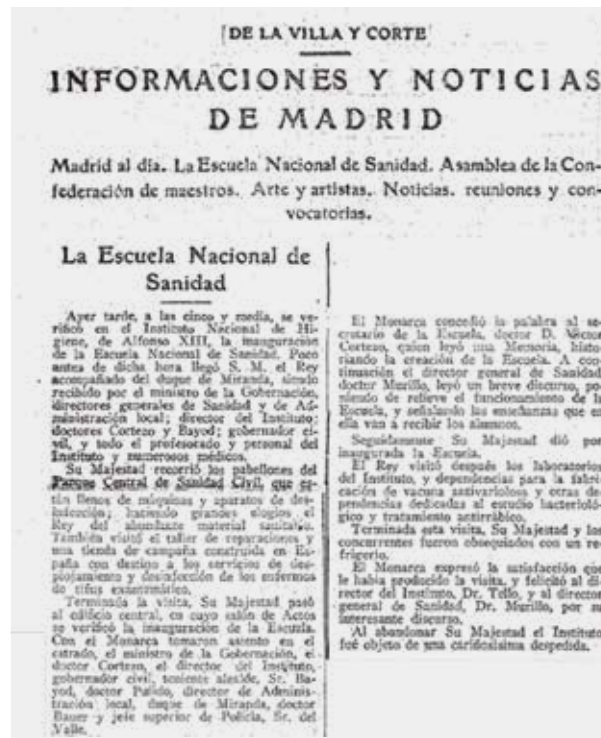 DE LA VILLA Y CORTE
INFORMACIONES Y NOTICIAS
DE MADRID
Madrid al día. La Escuela Nacional de Sanidad. Asamblea de la Con-
federación de maestros. Arte y artistas. Noticias, reuniones y con-
vocatorias.
La Escuela Nacional de
Sanidad
Ayer tarde, a las cinco y media, se ve-
rificó en el Instituto Nacional de Hi-
giene, de Alfonso XIII, la inauguración
de la Escuela Nacional de Sanidad. Poco
antes de dicha hora llegó S. M. el Rey
acompañado del duque de Miranda, siendo
recibido por el ministro de la Gobernación,
directores generales de Sanidad y de Ad-
ministración local; director del Instituto;
doctores Cortezo y Bayod; gobernador ci-
vil, y todo el profesorado y personal del
Instituto y numerosos médicos.
Su Majestad recorrió los pabellones del
Parque Central de Sanidad Civil, que es-
tán llenos de máquinas y aparatos de des-
infección; haciendo grandes elogios el
Rey del abundante material sanitario.
También visitó el taller de reparaciones y
una tienda de campaña construida en Es-
paña con destino a los servicios de des-
piojamiento y desinfección de los enfermos
de tifus exantemático.
Terminada la visita, Su Majestad pasó
al edificio central, en cuyo salón de Actos
se verificó la inauguración de la Escuela.
Con el Monarca tomaron asiento en el
estrado, el ministro de la Gobernación, el
doctor Cortezo, el director del Instituto,
gobernador civil, teniente alcalde, Sr. Ba-
yod, doctor Pulido, director de Adminis-
tración local, duque de Miranda, doctor
Bauer y jefe superior de Policía, Sr. del
Valle.
El Monarca concedió la palabra al se-
cretario de la Escuela, doctor D. Víctor
Cortezo, quien leyó una Memoria, histo-
riando la creación de la Escuela. A con-
tinuación el director general de Sanidad
doctor Murillo, leyó un breve discurso, po-
niendo de relieve el funcionamiento de la
Escuela, y señalando las enseñanzas que en
ella van a recibir los alumnos.
Seguidamente Su Majestad dió por
inaugurada la Escuela.
El Rey visitó después los laboratorios
del Instituto, y dependencias para la fabri-
cación de vacuna antivariolosa y otras de-
pendencias dedicadas al estudio bacterioló-
gico y tratamiento antirrábico.
Terminada esta visita, Su Majestad y los
concurrentes fueron obsequiados con un re-
frigerio.
El Monarca expresó la satisfacción que
le había producido la visita, y felicitó al di-
rector del Instituto, Dr. Tello, y al director
general de Sanidad, Dr. Murillo, por su
interesante discurso.
Al abandonar Su Majestad el Instituto
fué objeto de una cariñosísima despedida.